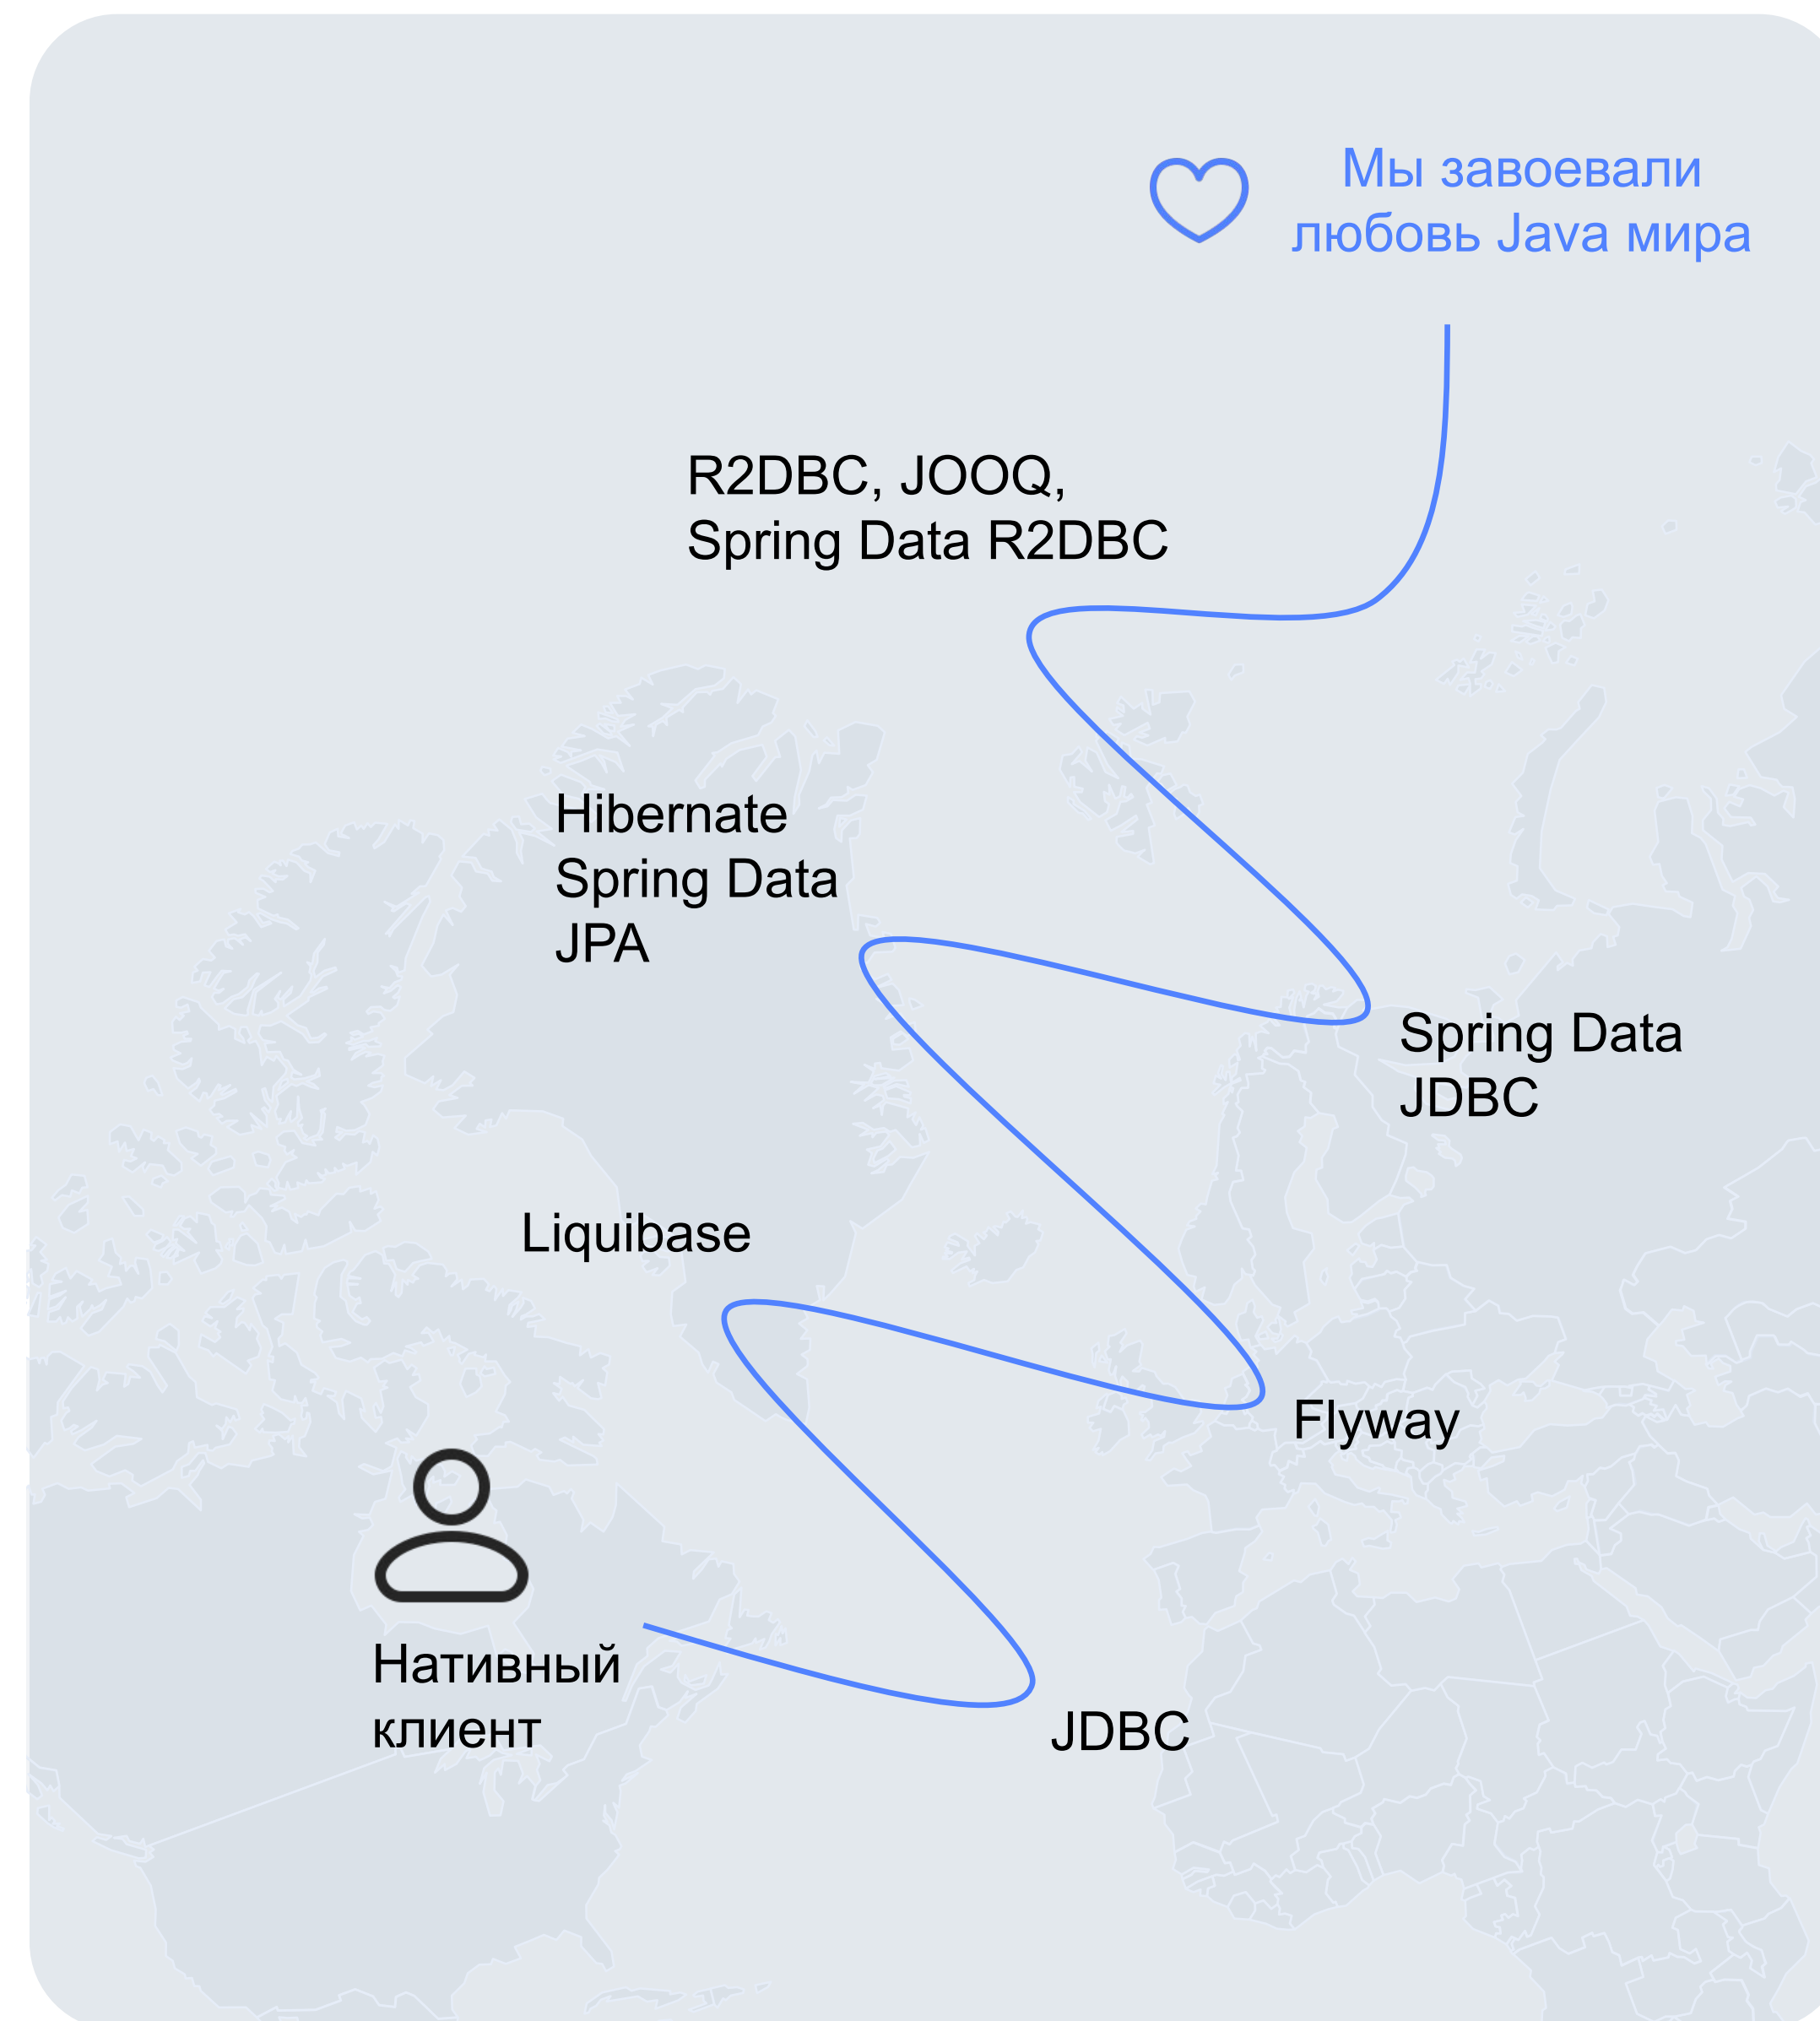 Мы завоевали
любовь Java мира
R2DBC, JOOQ,
Spring Data R2DBC
Hibernate
Spring Data
JPA
Spring Data
JDBC
Liquibase
Flyway
Нативный
клиент
JDBC